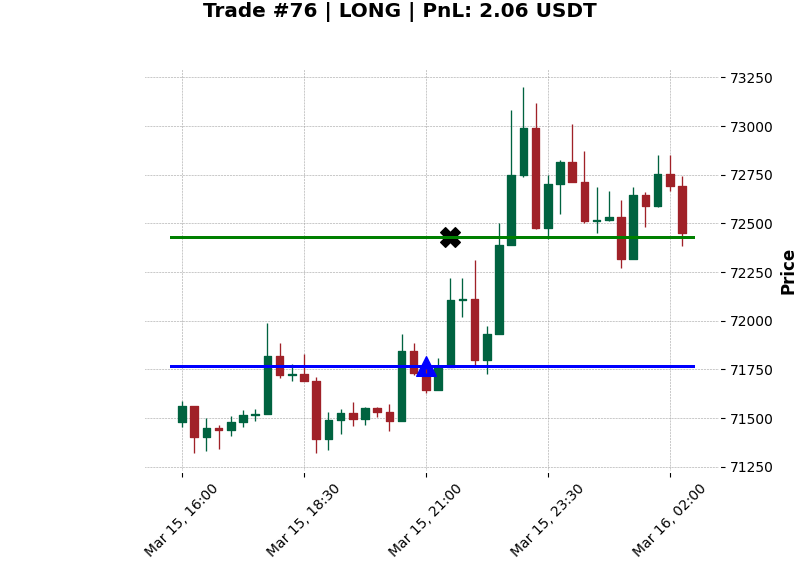 Trade #76 | LONG | PnL: 2.06 USDT
73250
73000
72750
72500
72250
72000
71750
71500
71250
Price
Mar 15, 16:00
Mar 15, 18:30
Mar 15, 21:00
Mar 15, 23:30
Mar 16, 02:00